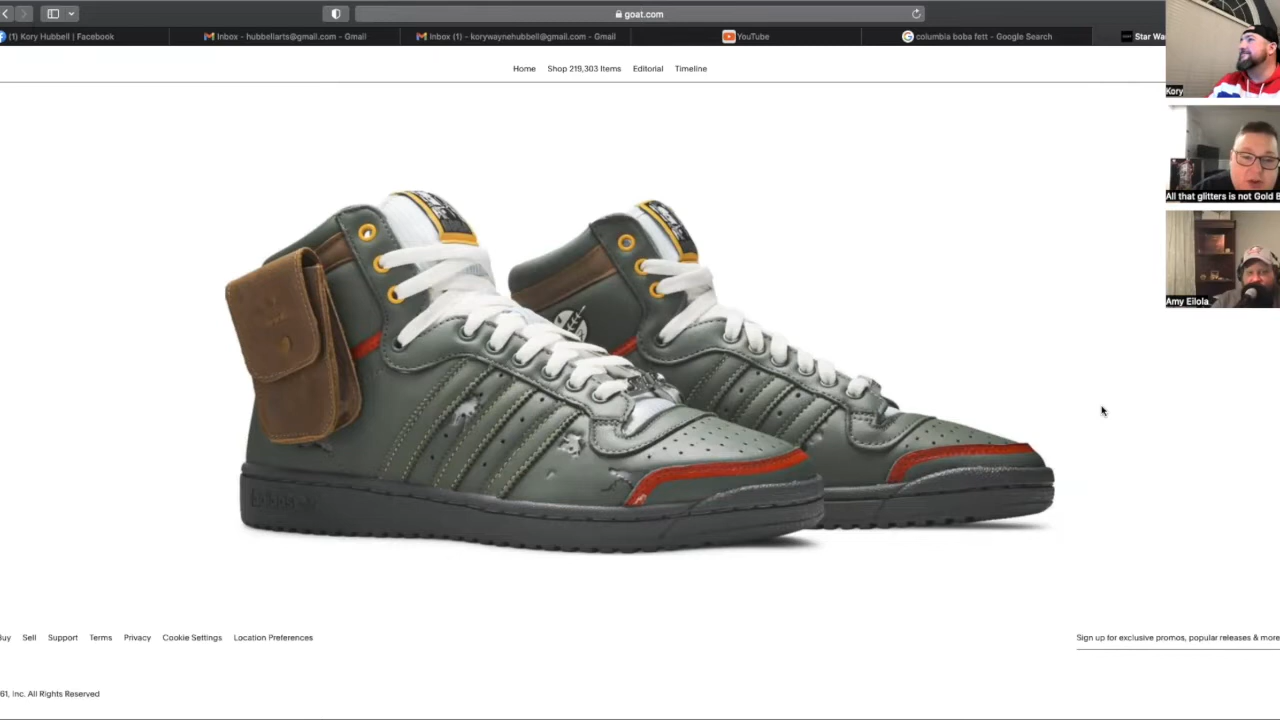 goat.com
(1) Kory Hubbell | Facebook
Inbox - hubbellarts@gmail.com - Gmail
Inbox (1) - korywaynehubbell@gmail.com - Gmail
YouTube
columbia boba fett - Google Search
Star Wa
Home Shop 219,303 Items Editorial Timeline
Kory
All that glitters is not Gold B
Amy Eilola
Buy Sell Support Terms Privacy Cookie Settings Location Preferences
Sign up for exclusive promos, popular releases & more
61, Inc. All Rights Reserved